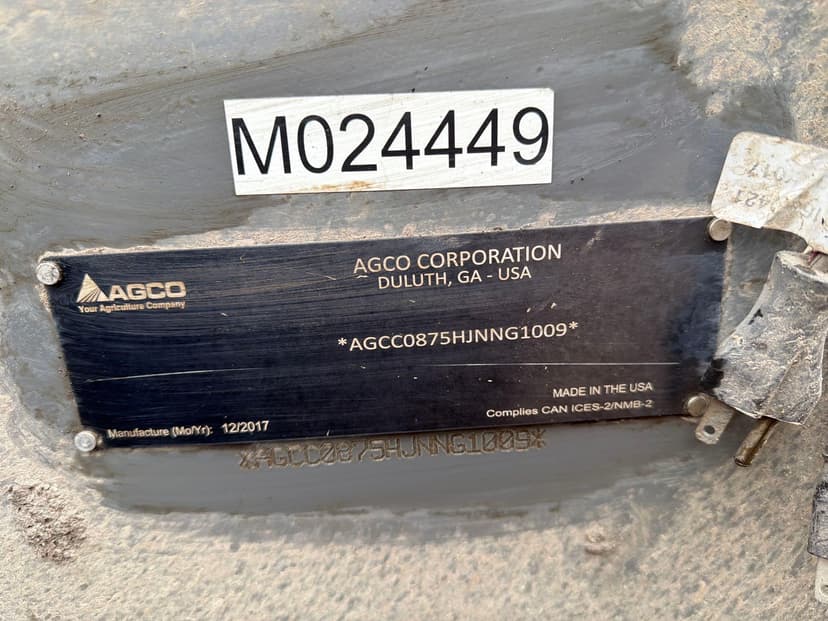 M024449
AGCO
Your Agriculture Company
AGCO CORPORATION
DULUTH, GA - USA
*AGCC0875HJNNG1009*
MADE IN THE USA
Complies CAN ICES-2/NMB-2
Manufacture (Mo/Yr): 12/2017
*AGCC0875HJNNG1009*